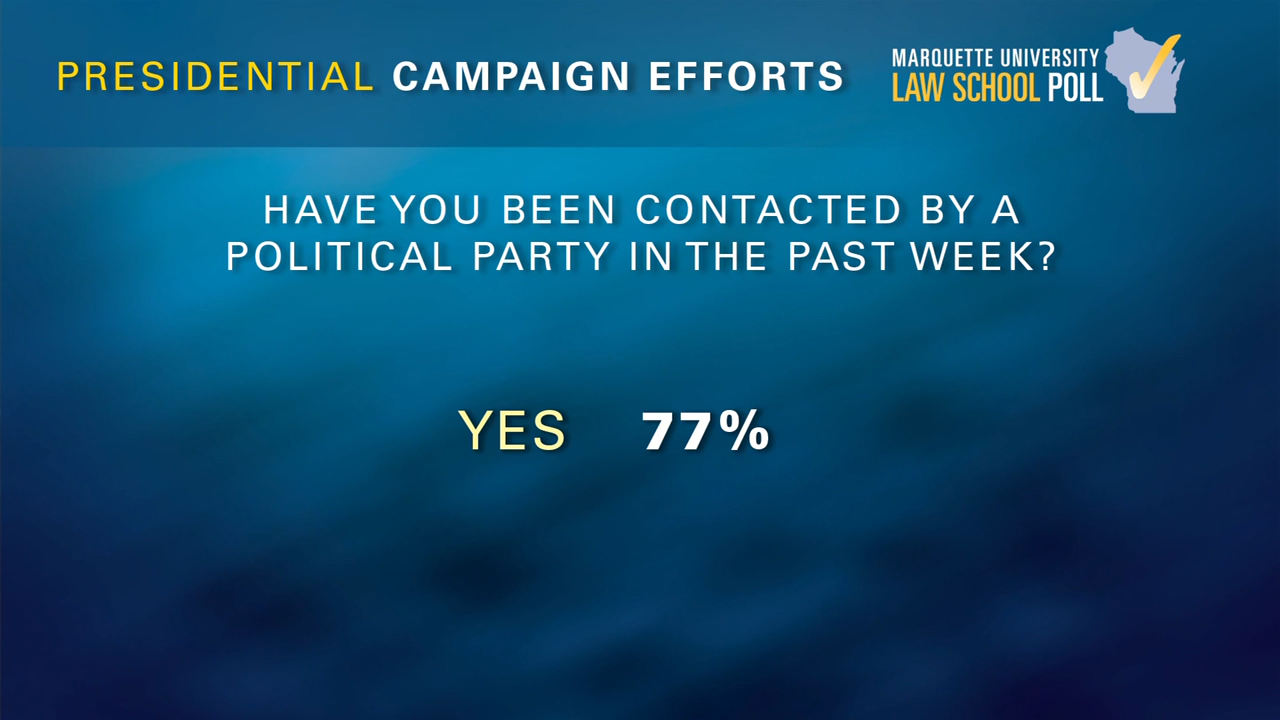 PRESIDENTIAL CAMPAIGN EFFORTS
MARQUETTE UNIVERSITY
LAW SCHOOL POLL
HAVE YOU BEEN CONTACTED BY A
POLITICAL PARTY IN THE PAST WEEK?
YES 77%